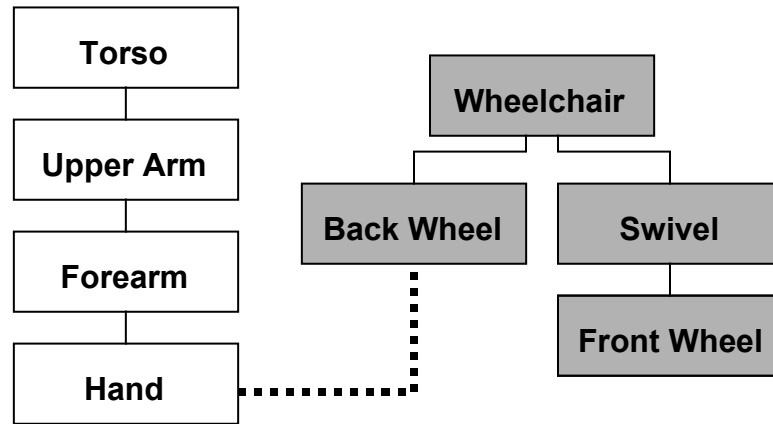 Torso
Upper Arm
Forearm
Hand
Wheelchair
Back Wheel
Swivel
Front Wheel